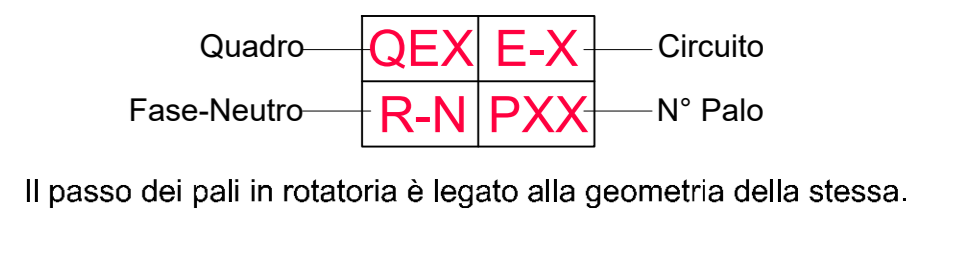 Quadro QEX E-X Circuito
Fase-Neutro R-N PXX N° Palo
Il passo dei pali in rotatoria è legato alla geometria della stessa.